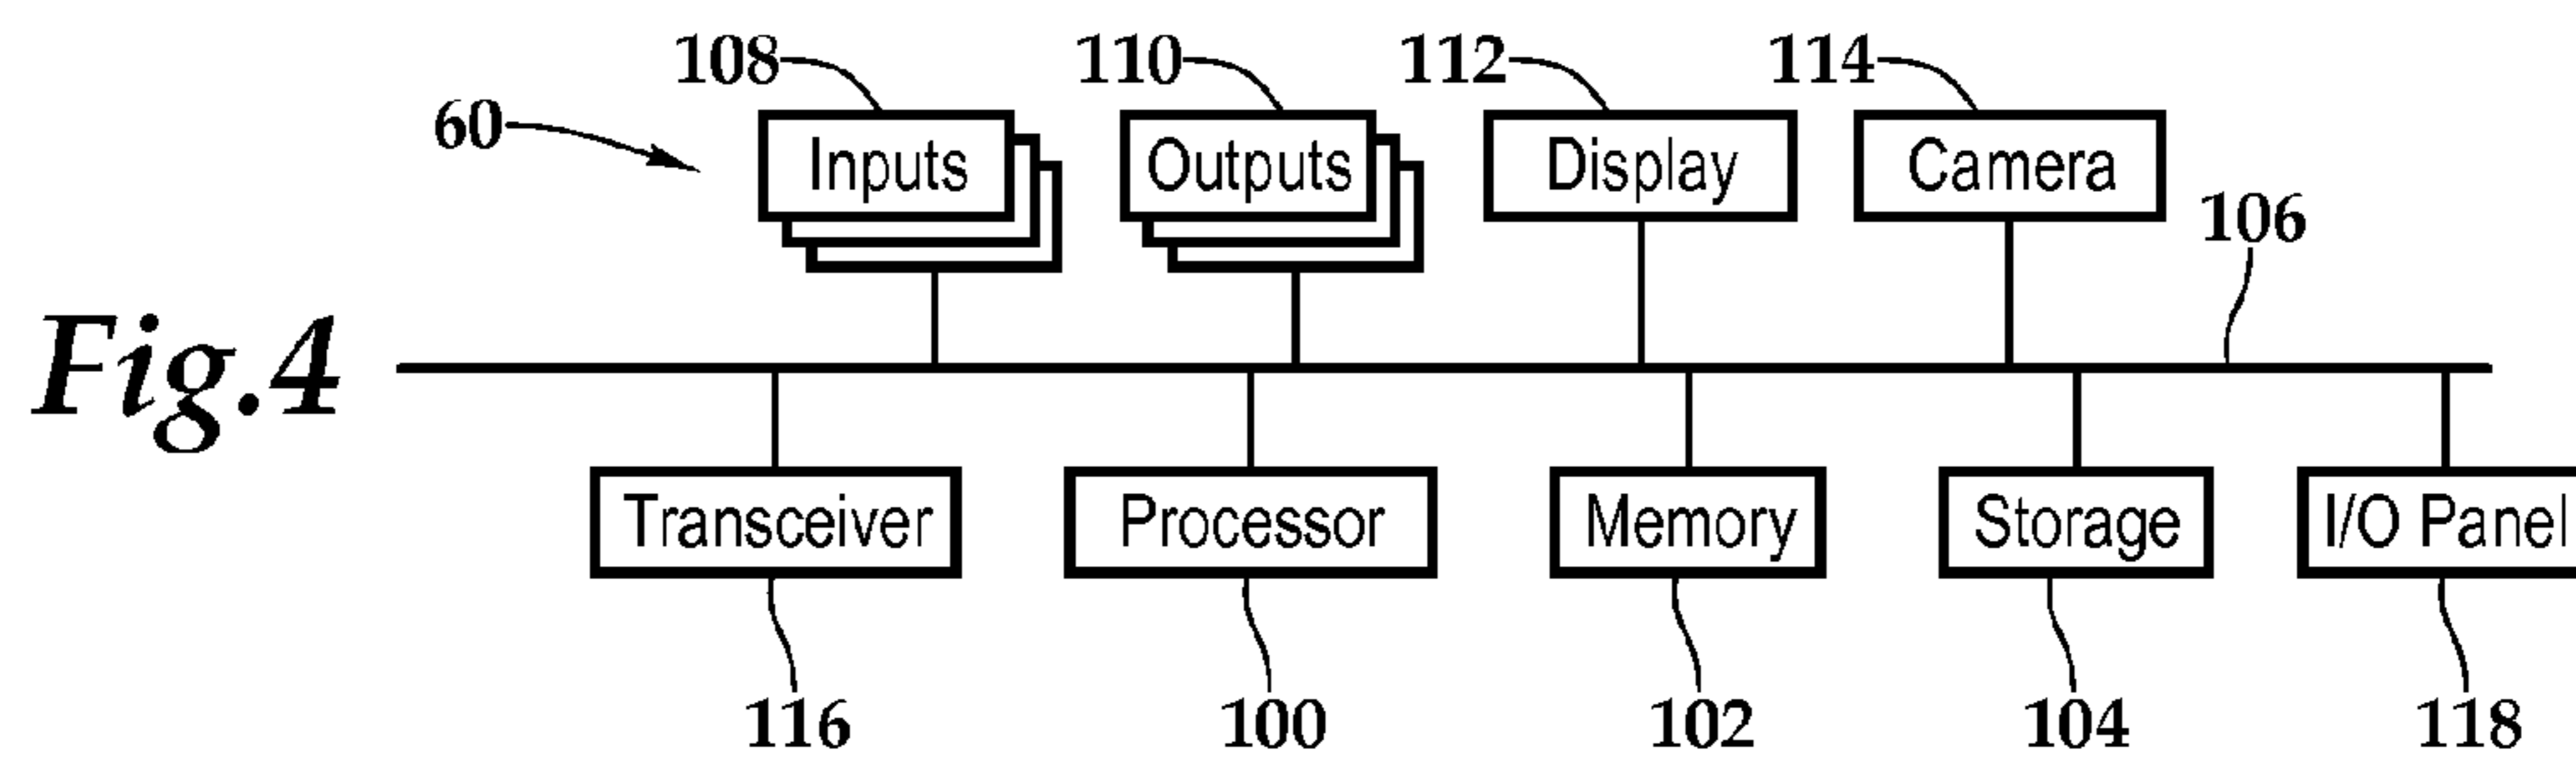 108 110 112 114
60
Inputs Outputs Display Camera
106
Fig.4
Transceiver Processor Memory Storage I/O Panel
116 100 102 104 118